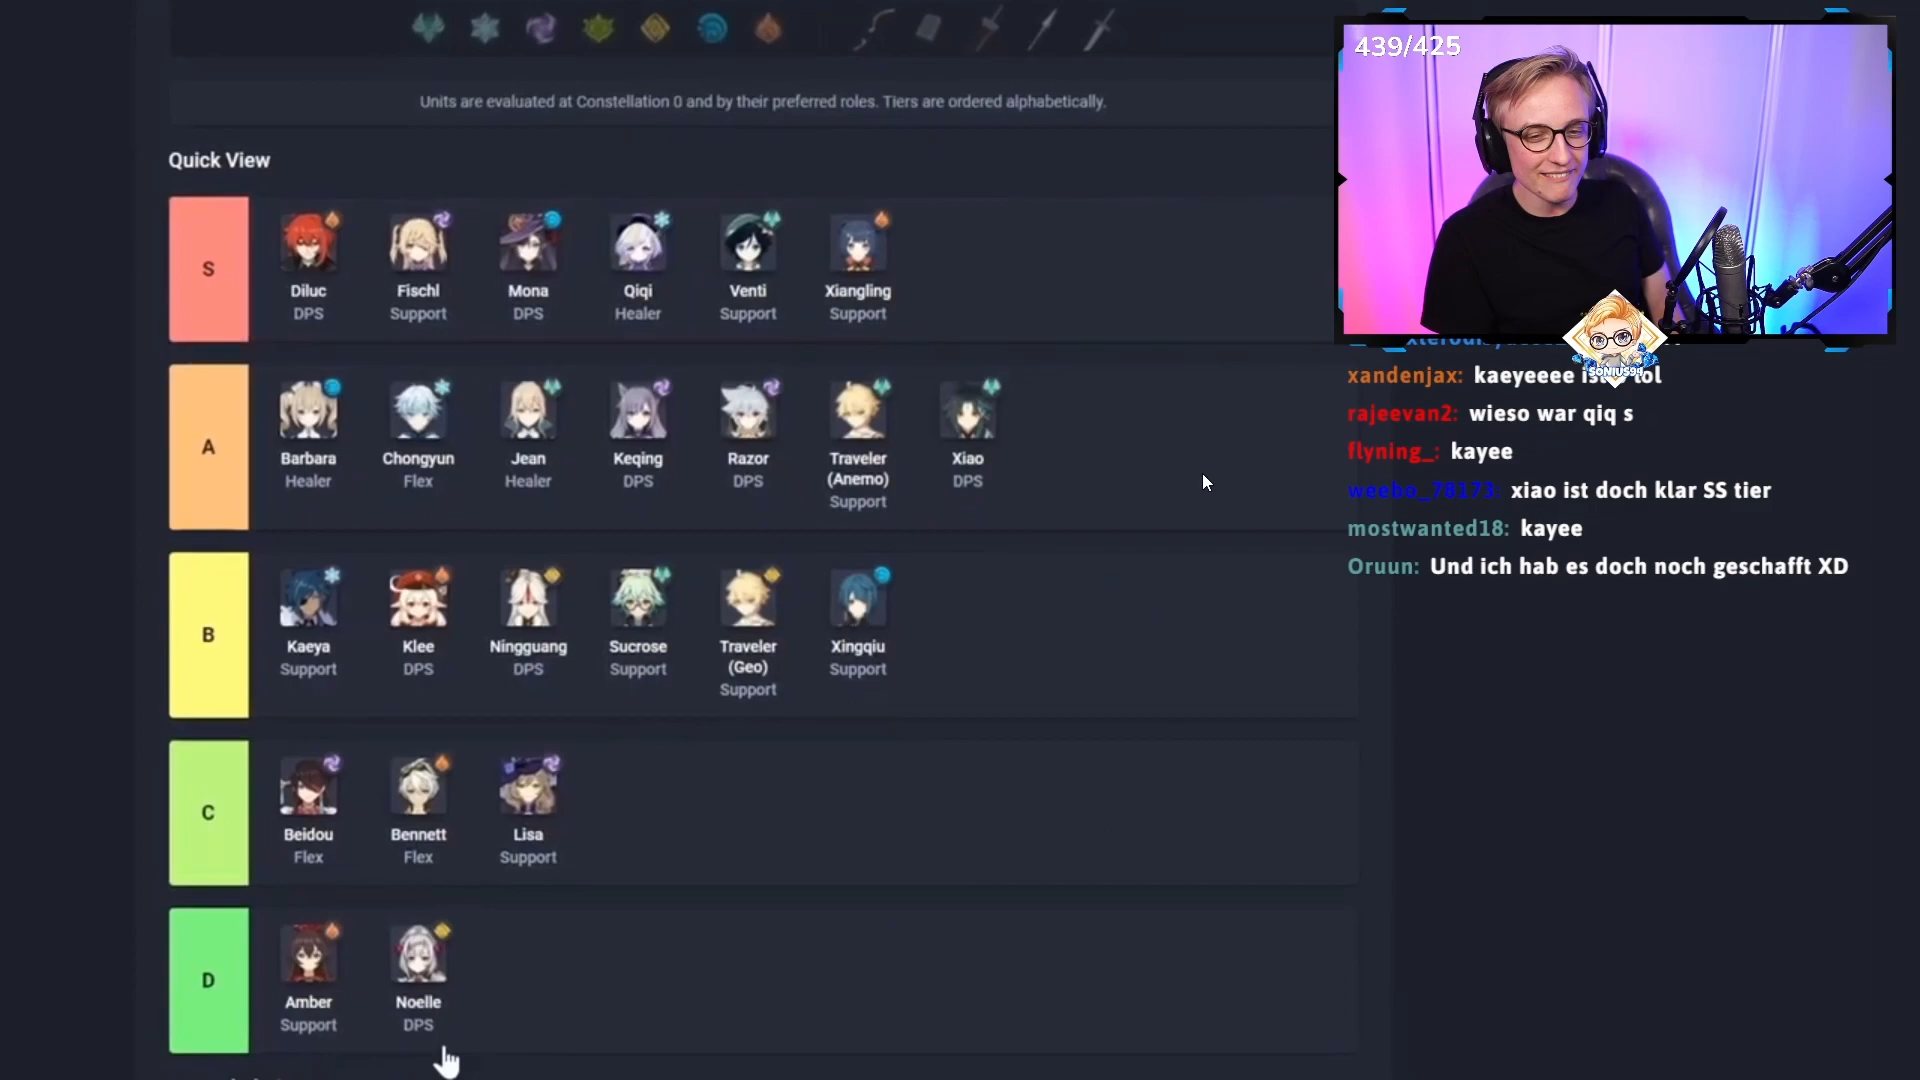 439/425
Units are evaluated at Constellation 0 and by their preferred roles. Tiers are ordered alphabetically.
Quick View
S
Diluc Fischl Mona Qiqi Venti Xiangling
DPS Support DPS Healer Support Support
A
Barbara Chongyun Jean Keqing Razor Traveler (Anemo) Xiao
Healer Flex Healer DPS DPS Support DPS
B
Kaeya Klee Ningguang Sucrose Traveler (Geo) Xingqiu
Support DPS DPS Support Support Support
C
Beidou Bennett Lisa
Flex Flex Support
D
Amber Noelle
Support DPS
SoNIUS94
xandenjax: kaeyeeee lol
rajeevan2: wieso war qiq s
flyning_: kayee
weebo_78173: xiao ist doch klar SS tier
mostwanted18: kayee
Oruun: Und ich hab es doch noch geschafft XD